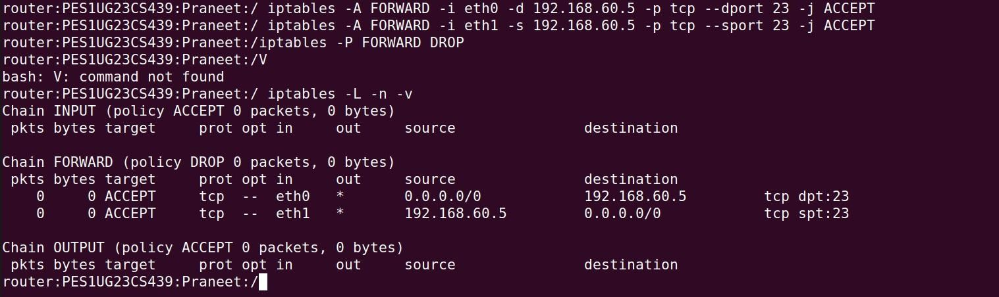 router:PES1UG23CS439:Praneet:/ iptables -A FORWARD -i eth0 -d 192.168.60.5 -p tcp --dport 23 -j ACCEPT
router:PES1UG23CS439:Praneet:/ iptables -A FORWARD -i eth1 -s 192.168.60.5 -p tcp --sport 23 -j ACCEPT
router:PES1UG23CS439:Praneet:/iptables -P FORWARD DROP
router:PES1UG23CS439:Praneet:/V
bash: V: command not found
router:PES1UG23CS439:Praneet:/ iptables -L -n -v
Chain INPUT (policy ACCEPT 0 packets, 0 bytes)
 pkts bytes target     prot opt in     out     source               destination

Chain FORWARD (policy DROP 0 packets, 0 bytes)
 pkts bytes target     prot opt in     out     source               destination
    0     0 ACCEPT     tcp  --  eth0   *       0.0.0.0/0            192.168.60.5         tcp dpt:23
    0     0 ACCEPT     tcp  --  eth1   *       192.168.60.5         0.0.0.0/0            tcp spt:23

Chain OUTPUT (policy ACCEPT 0 packets, 0 bytes)
 pkts bytes target     prot opt in     out     source               destination
router:PES1UG23CS439:Praneet:/